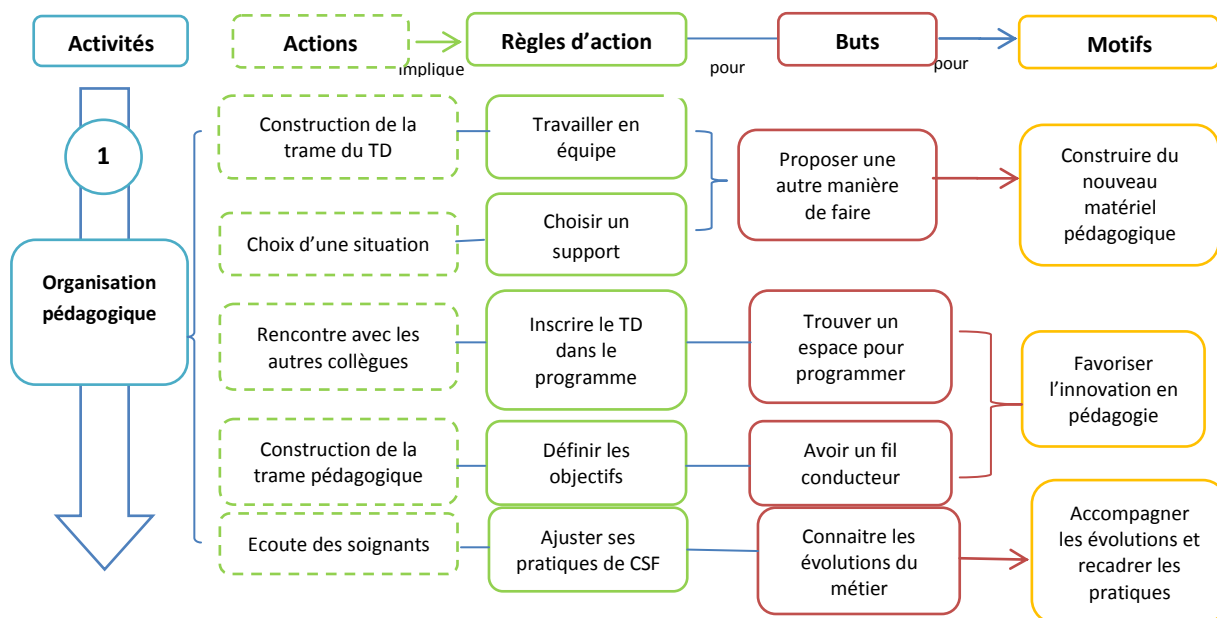 Activités
Actions
Implique
Règles d'action
pour
Buts
pour
Motifs
1
Organisation
pédagogique
Construction de la
trame du TD
Travailler en
équipe
Choix d'une situation
Choisir un
support
Proposer une
autre manière
de faire
Construire du
nouveau
matériel
pédagogique
Rencontre avec les
autres collègues
Inscrire le TD
dans le
programme
Trouver un
espace pour
programmer
Construction de la
trame pédagogique
Définir les
objectifs
Avoir un fil
conducteur
Favoriser
l'innovation en
pédagogie
Ecoute des soignants
Ajuster ses
pratiques de CSF
Connaitre les
évolutions du
métier
Accompagner
les évolutions et
recadrer les
pratiques